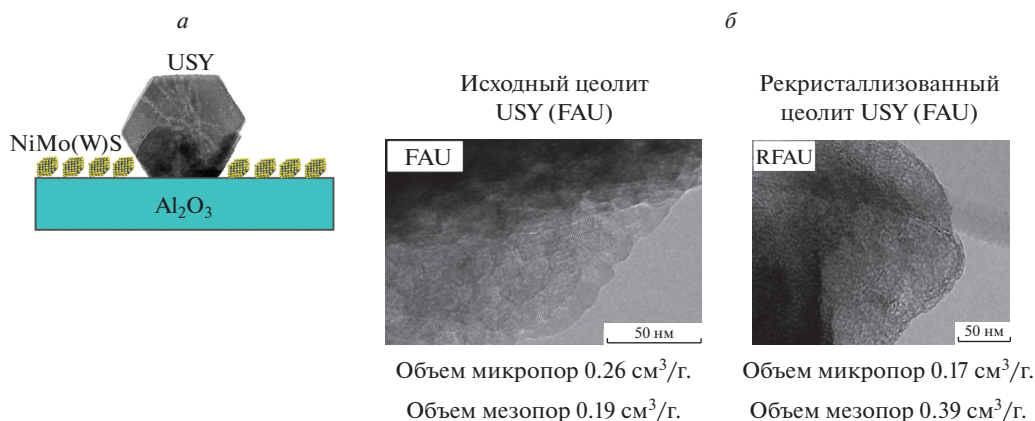 а
USY
NiMo(W)S
Al₂O₃
б
Исходный цеолит
USY (FAU)
FAU
50 нм
Объем микропор 0.26 см³/г.
Объем мезопор 0.19 см³/г.
Рекристаллизованный
цеолит USY (FAU)
RFAU
50 нм
Объем микропор 0.17 см³/г.
Объем мезопор 0.39 см³/г.